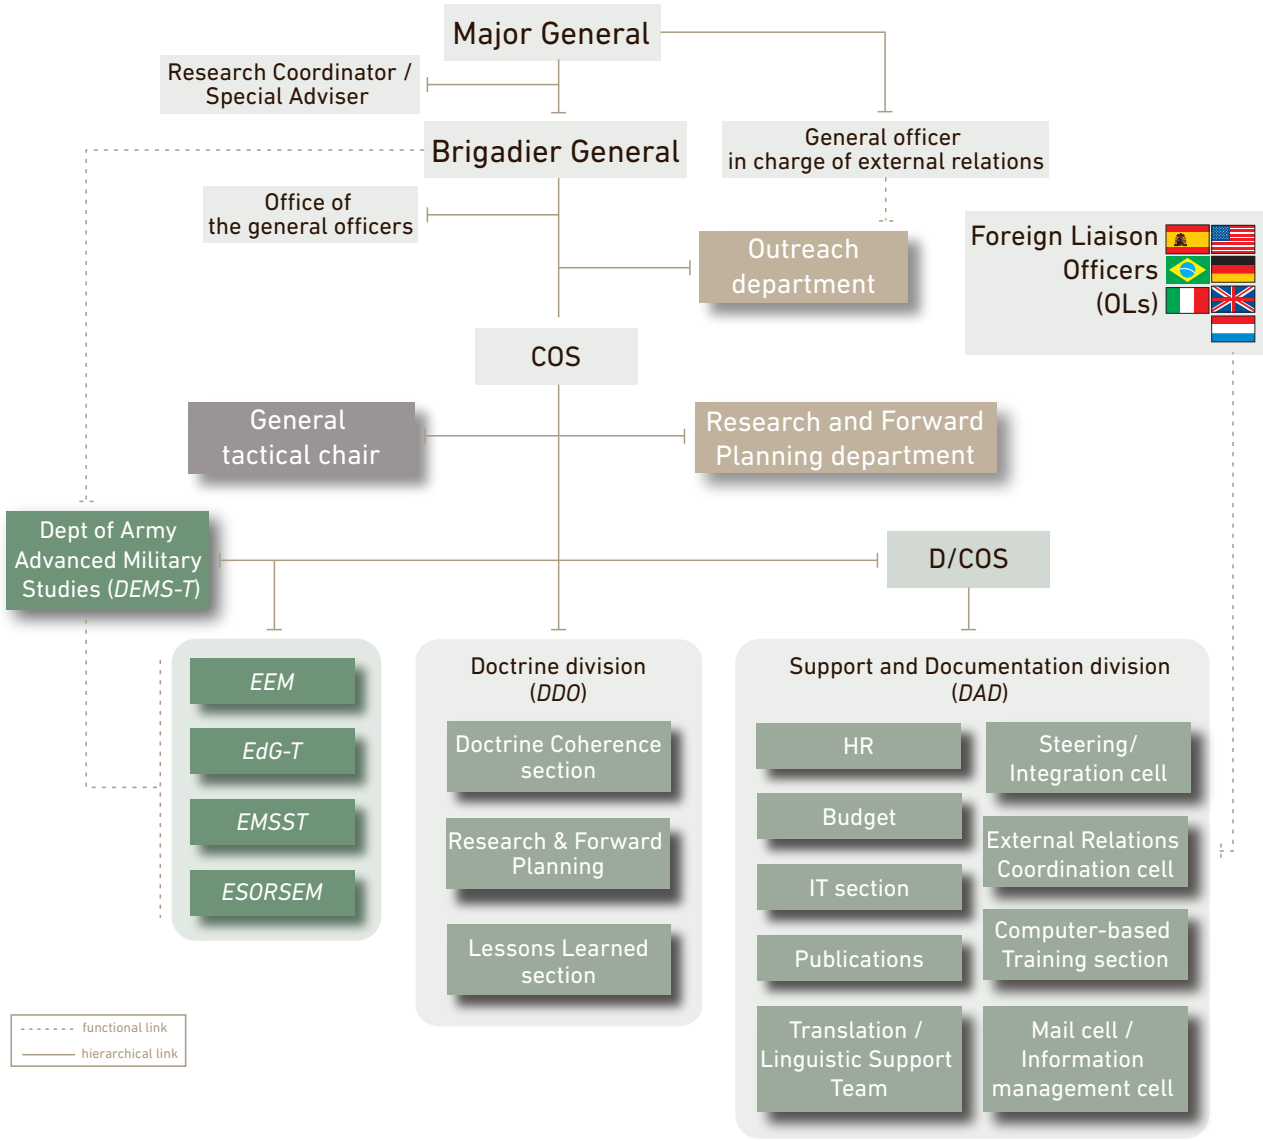 Major General
Research Coordinator /
Special Adviser
Brigadier General
General officer
in charge of external relations
Office of
the general officers
Outreach
department
Foreign Liaison
Officers
(OLs)
COS
General
tactical chair
Research and Forward
Planning department
Dept of Army
Advanced Military
Studies (DEMS-T)
D/COS
EEM
EdG-T
EMSST
ESORSEM
Doctrine division
(DDO)
Doctrine Coherence
section
Research & Forward
Planning
Lessons Learned
section
Support and Documentation division
(DAD)
HR
Budget
IT section
Publications
Translation /
Linguistic Support
Team
Steering/
Integration cell
External Relations
Coordination cell
Computer-based
Training section
Mail cell /
Information
management cell
functional link
hierarchical link